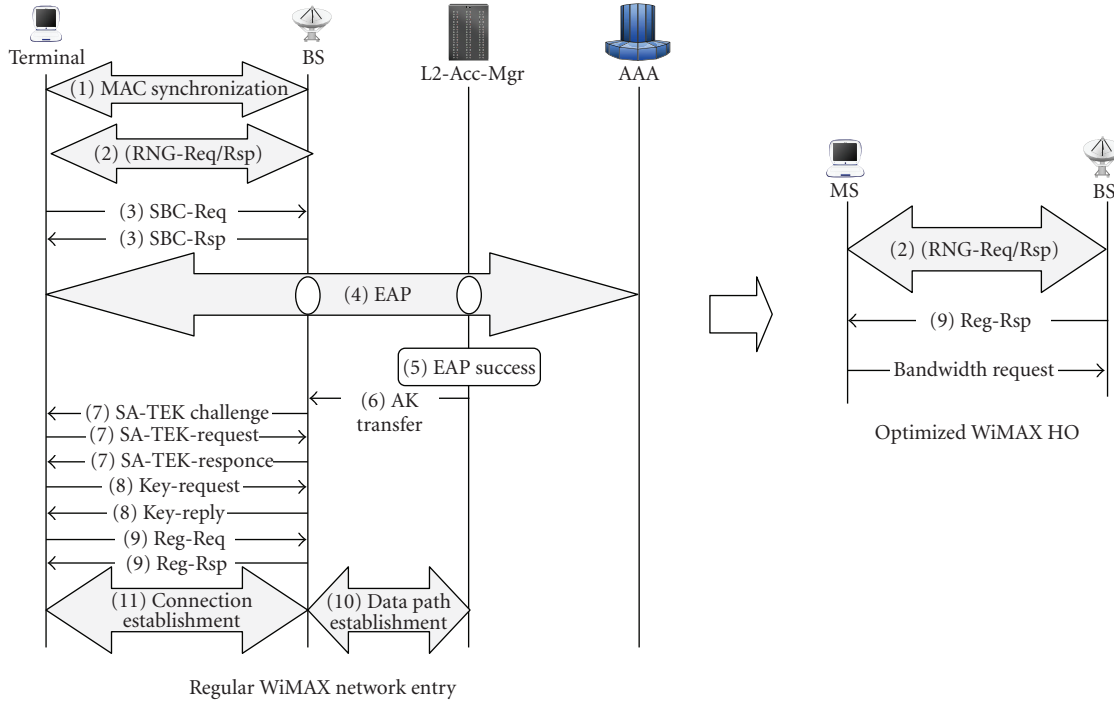 Terminal
BS
L2-Acc-Mgr
AAA
(1) MAC synchronization
(2) (RNG-Req/Rsp)
(3) SBC-Req
(3) SBC-Rsp
(4) EAP
(5) EAP success
(6) AK
transfer
(7) SA-TEK challenge
(7) SA-TEK-request
(7) SA-TEK-responce
(8) Key-request
(8) Key-reply
(9) Reg-Req
(9) Reg-Rsp
(11) Connection
establishment
(10) Data path
establishment
Regular WiMAX network entry
MS
BS
(2) (RNG-Req/Rsp)
(9) Reg-Rsp
Bandwidth request
Optimized WiMAX HO